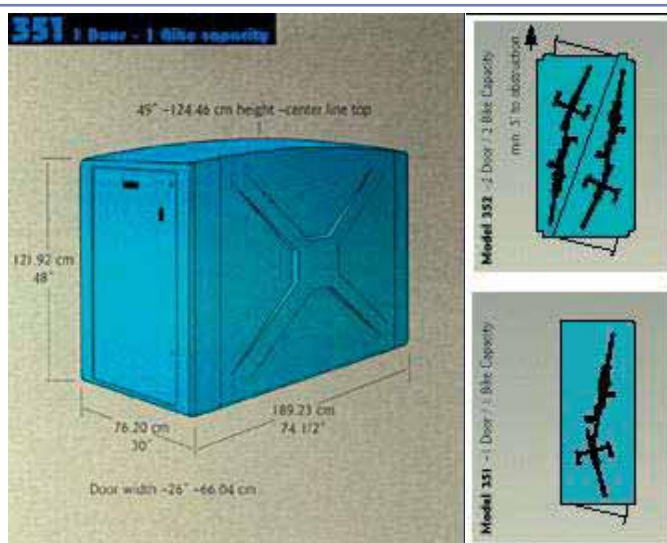 351 1 Door - 1 Bike capacity
49" -124.46 cm height -center line top
121.92 cm
48"
76.20 cm
30"
189.23 cm
74 1/2"
Door width -26" -66.04 cm
Model 352 -2 Door / 2 Bike Capacity
min. 5' to obstruction
Model 351 -1 Door / 1 Bike Capacity